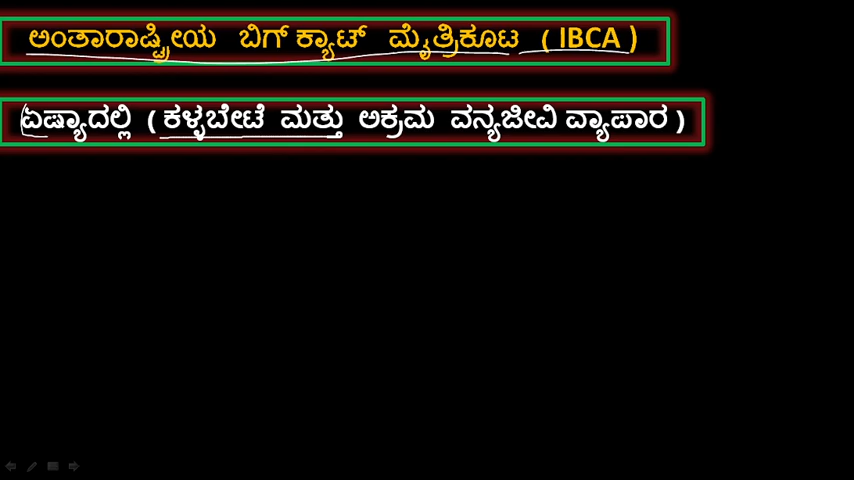 ಅಂತಾರಾಷ್ಟ್ರೀಯ ಬಿಗ್ ಕ್ಯಾಟ್ ಮೈತ್ರಿಕೂಟ ( IBCA )
ಏಷ್ಯಾದಲ್ಲಿ ( ಕಳ್ಳಬೇಟೆ ಮತ್ತು ಅಕ್ರಮ ವನ್ಯಜೀವಿ ವ್ಯಾಪಾರ )